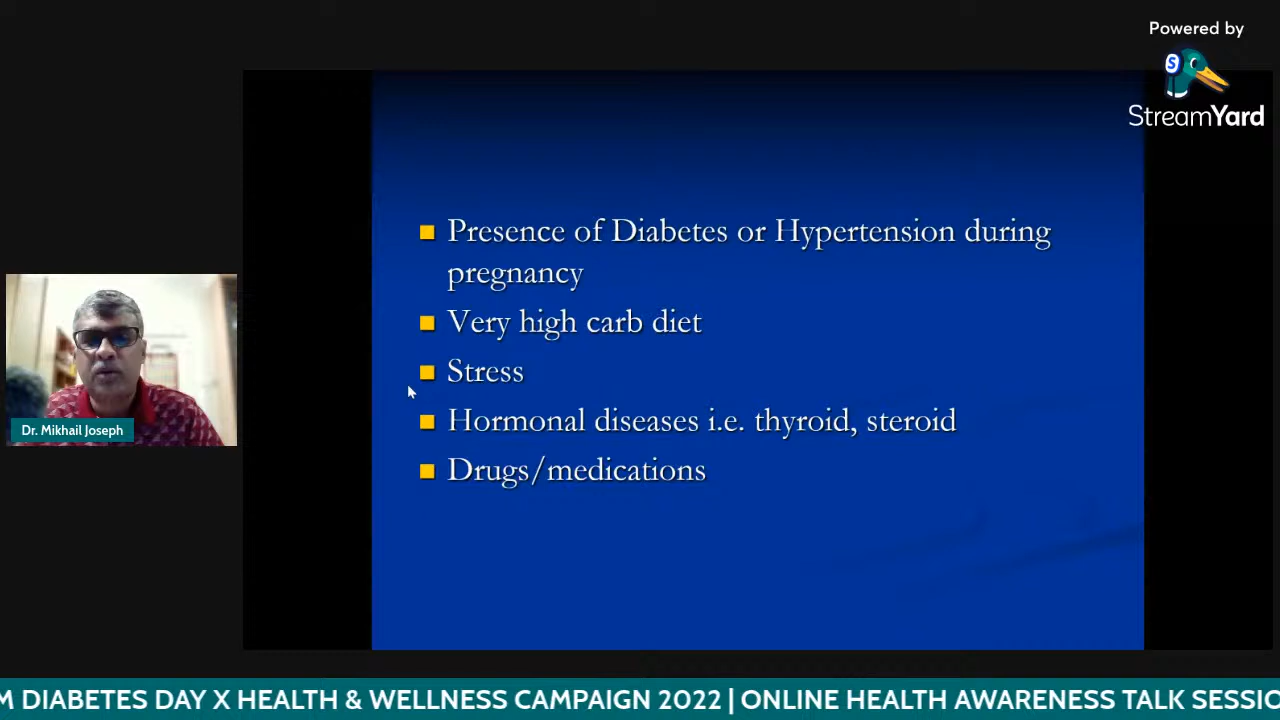 Powered by
StreamYard
Presence of Diabetes or Hypertension during
pregnancy
Very high carb diet
Stress
Hormonal diseases i.e. thyroid, steroid
Drugs/medications
Dr. Mikhail Joseph
M DIABETES DAY X HEALTH & WELLNESS CAMPAIGN 2022 | ONLINE HEALTH AWARENESS TALK SESSIO